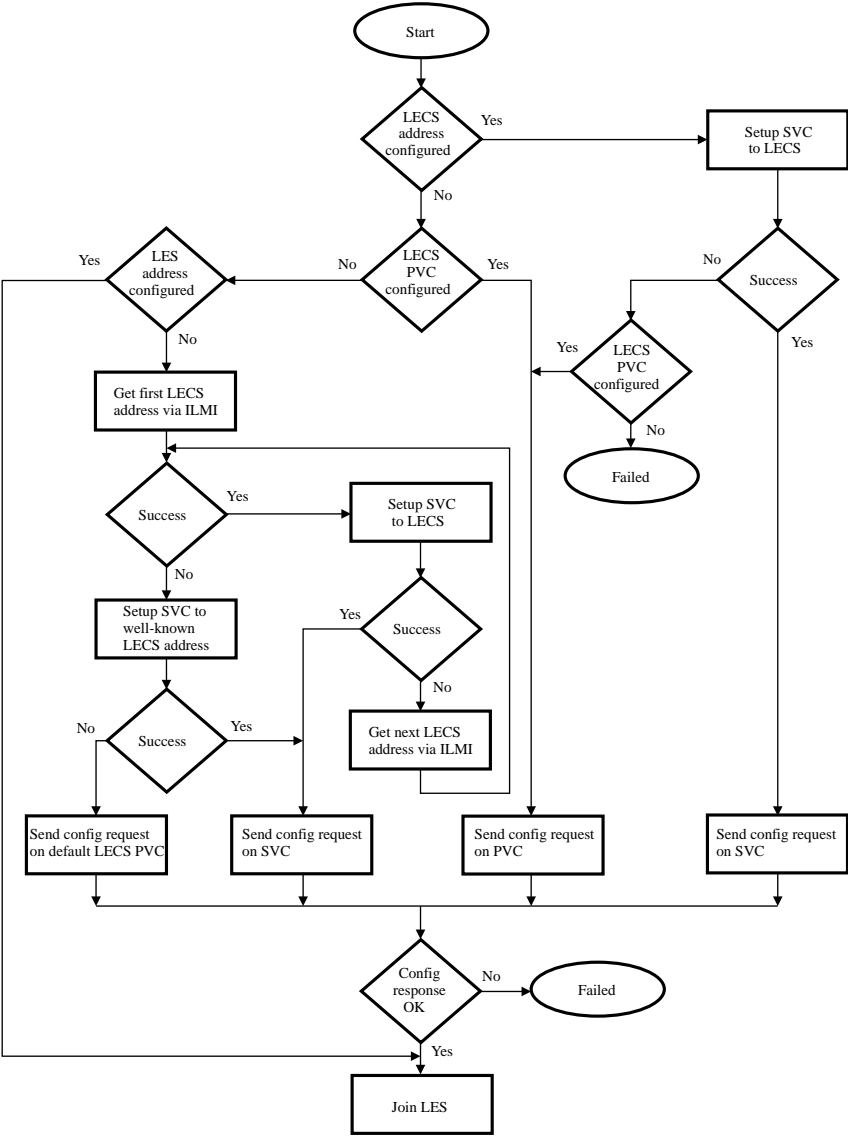 Start
LECS
address
configured
Yes
Setup SVC
to LECS
No
LES
address
configured
Yes
No
LECS
PVC
configured
Yes
No
Success
No
Yes
LECS
PVC
configured
Yes
No
Failed
Get first LECS
address via ILMI
Success
Yes
Setup SVC
to LECS
No
Setup SVC to
well-known
LECS address
Yes
Success
No
Get next LECS
address via ILMI
No
Success
Yes
Send config request
on default LECS PVC
Send config request
on SVC
Send config request
on PVC
Send config request
on SVC
Config
response
OK
No
Failed
Yes
Join LES